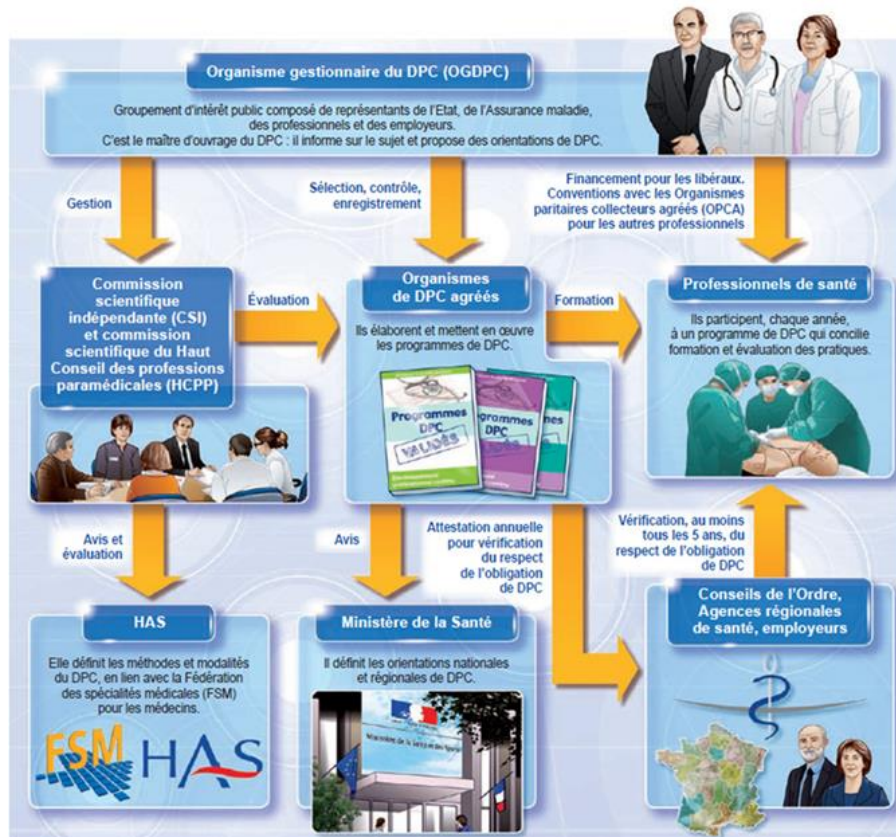 Organisme gestionnaire du DPC (OGDPC)
Groupement d'intérêt public composé de représentants de l'Etat, de l'Assurance maladie,
des professionnels et des employeurs.
C'est le maître d'ouvrage du DPC : il informe sur le sujet et propose des orientations de DPC.
Gestion
Sélection, contrôle,
enregistrement
Financement pour les libéraux.
Conventions avec les Organismes
paritaires collecteurs agréés (OPCA)
pour les autres professionnels
Commission
scientifique
indépendante (CSI)
et commission
scientifique du Haut
Conseil des professions
paramédicales (HCPP)
Évaluation
Organismes
de DPC agréés
Ils élaborent et mettent en œuvre
les programmes de DPC.
Programmes
DPC
VALIDÉS
Programmes
DPC
VALIDÉS
Formation
Professionnels de santé
Ils participent, chaque année,
à un programme de DPC qui concilie
formation et évaluation des pratiques.
Avis et
évaluation
Avis
Attestation annuelle
pour vérification
du respect
de l'obligation
de DPC
Vérification, au moins
tous les 5 ans, du
respect de l'obligation
de DPC
HAS
Elle définit les méthodes et modalités
du DPC, en lien avec la Fédération
des spécialités médicales (FSM)
pour les médecins.
FSM
HAS
Ministère de la Santé
Il définit les orientations nationales
et régionales de DPC.
Ministère de la Santé et des Sports
Conseils de l'Ordre,
Agences régionales
de santé, employeurs